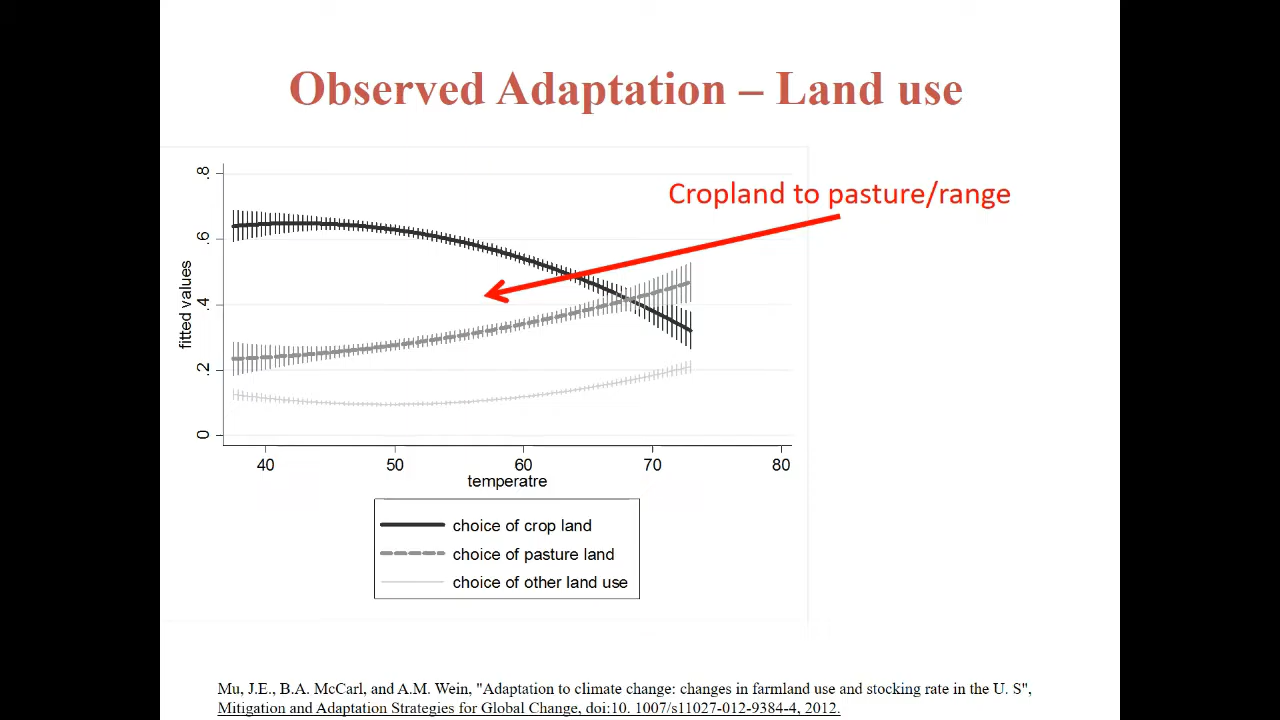 Observed Adaptation – Land use
Cropland to pasture/range
.8
.6
.4
.2
0
fitted values
40 50 60 70 80
temperatre
choice of crop land
choice of pasture land
choice of other land use
Mu, J.E., B.A. McCarl, and A.M. Wein, "Adaptation to climate change: changes in farmland use and stocking rate in the U. S",
Mitigation and Adaptation Strategies for Global Change, doi:10. 1007/s11027-012-9384-4, 2012.